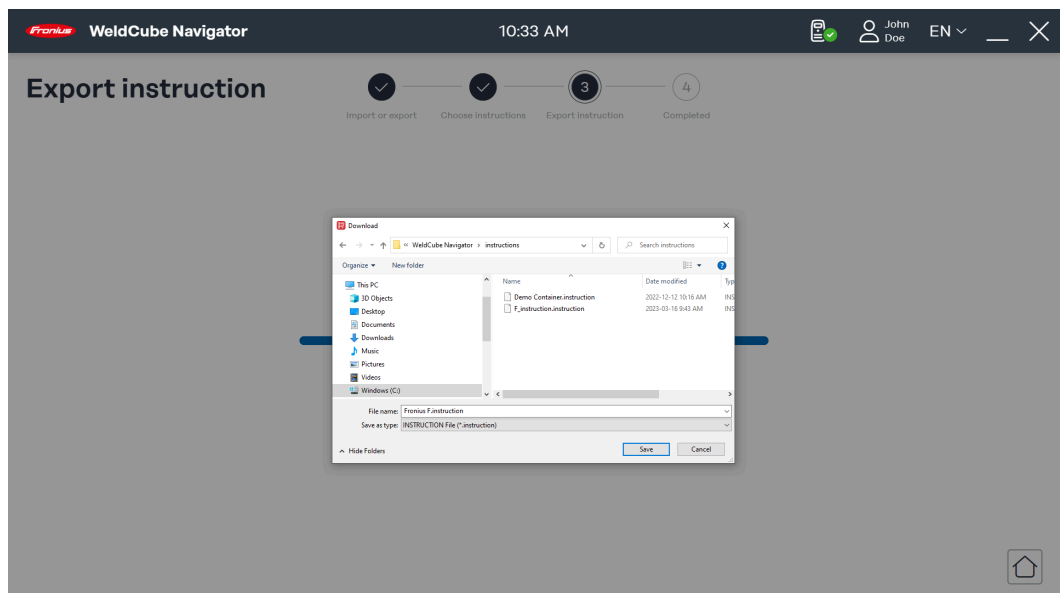 Fronius WeldCube Navigator 10:33 AM John Doe EN
Export instruction
3 4
Import or export Choose instructions Export instruction Completed
Download
« WeldCube Navigator › instructions Search instructions
Organize New folder
Name Date modified Typ
This PC
3D Objects Demo Container.instruction 2022-12-12 10:16 AM INS
Desktop F_instruction.instruction 2023-03-16 9:43 AM INS
Documents
Downloads
Music
Pictures
Videos
Windows (C:)
File name: Fronius F.instruction
Save as type: INSTRUCTION File (*.instruction)
Hide Folders Save Cancel